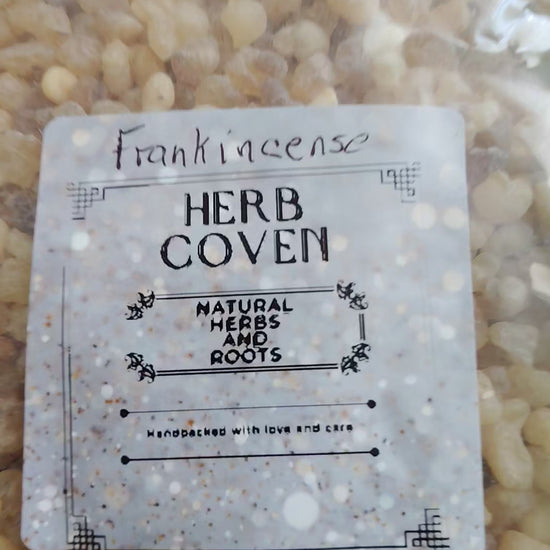 Frankincense
HERB
COVEN
NATURAL
HERBS
AND
ROOTS
Handpacked with love and care